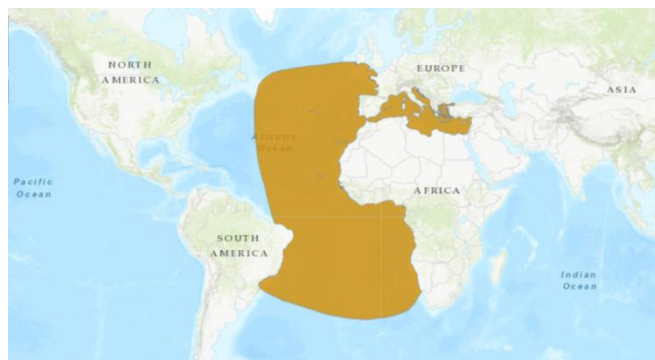 NORTH
AMERICA
EUROPE
ASIA
Atlantic
Ocean
Pacific
Ocean
AFRICA
SOUTH
AMERICA
Indian
Ocean